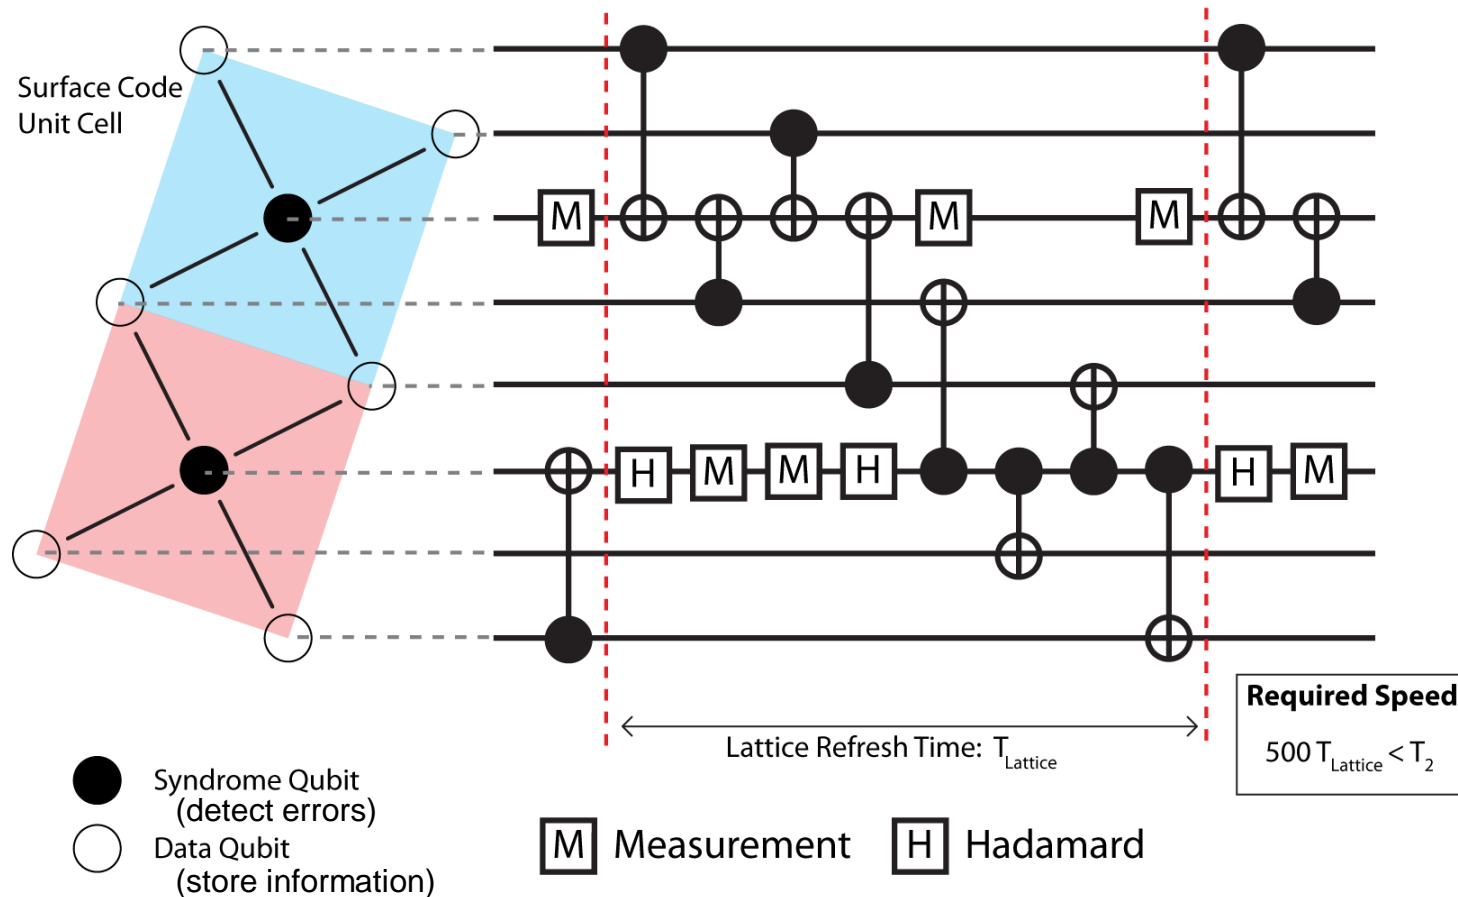 Surface Code
Unit Cell
M
M
M
H
M
M
H
H
M
Lattice Refresh Time: T_Lattice
Required Speed
500 T_Lattice < T_2
Syndrome Qubit
(detect errors)
Data Qubit
(store information)
M Measurement
H Hadamard